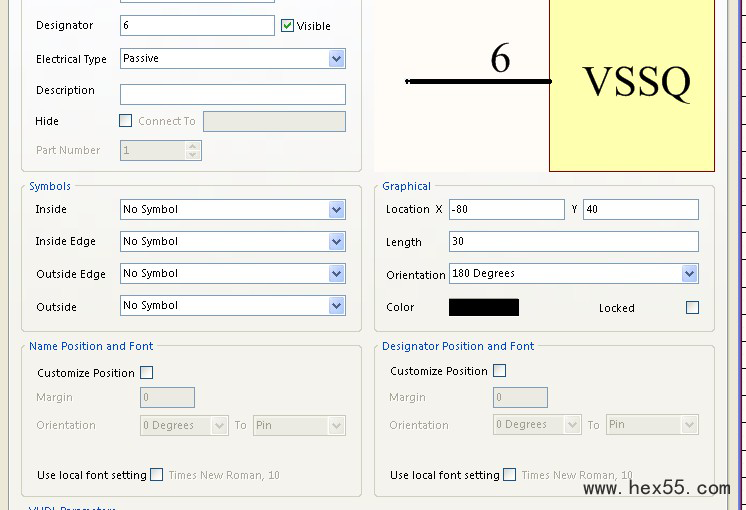 Designator 6 Visible
6
Electrical Type Passive
VSSQ
Description
Hide Connect To
Part Number 1
Symbols
Inside No Symbol
Inside Edge No Symbol
Outside Edge No Symbol
Outside No Symbol
Graphical
Location X -80 Y 40
Length 30
Orientation 180 Degrees
Color Locked
Name Position and Font
Customize Position
Margin 0
Orientation 0 Degrees To Pin
Use local font setting Times New Roman, 10
Designator Position and Font
Customize Position
Margin 0
Orientation 0 Degrees To Pin
Use local font setting Times New Roman, 10
www.hex55.com
VHDL Parameters